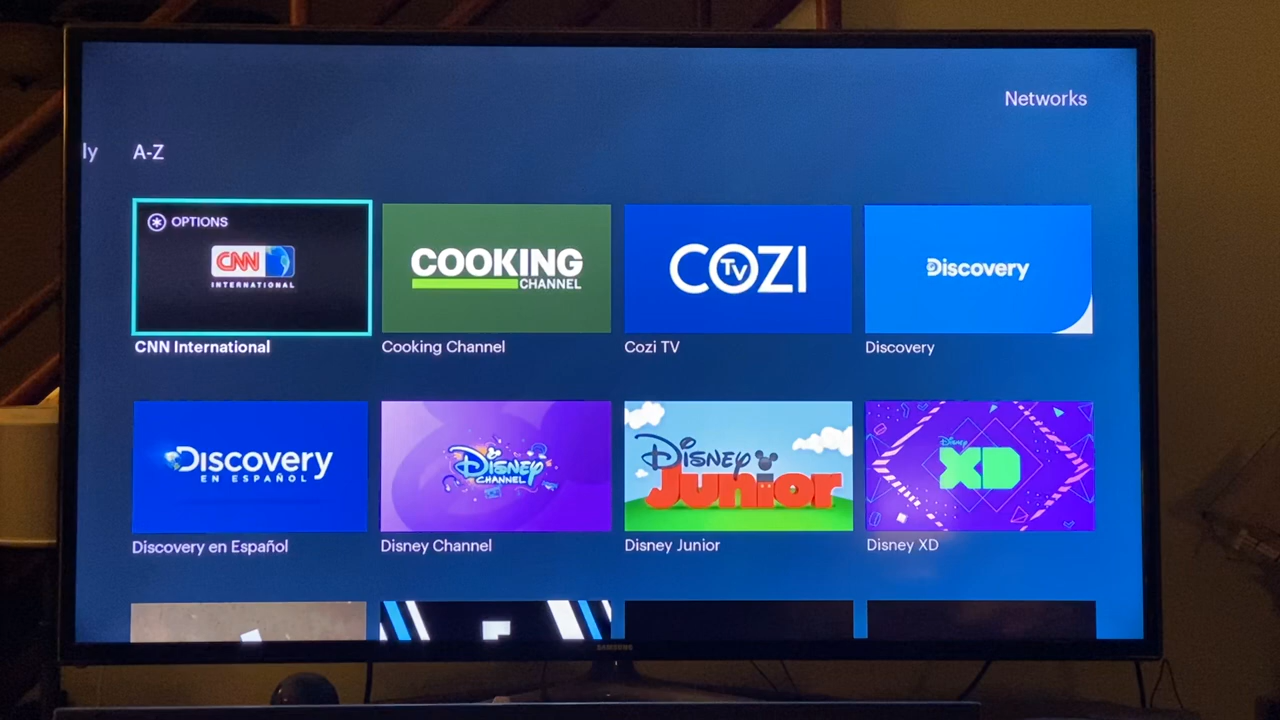 Networks
ly A-Z
OPTIONS
CNN
INTERNATIONAL
COOKING
CHANNEL
COZI
TV
Discovery
CNN International
Cooking Channel
Cozi TV
Discovery
Discovery
EN ESPAÑOL
Disney
CHANNEL
Disney
Junior
Disney
XD
Discovery en Español
Disney Channel
Disney Junior
Disney XD
SAMSUNG